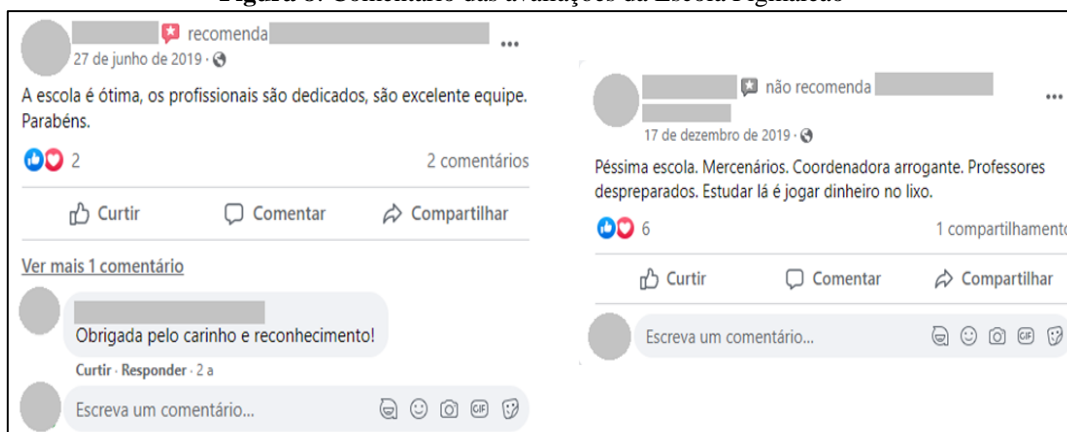 Comentário das avaliações da Escola
recomenda
27 de junho de 2019 ·
A escola é ótima, os profissionais são dedicados, são excelente equipe.
Parabéns.
2
2 comentários
Curtir Comentar Compartilhar
Ver mais 1 comentário
Obrigada pelo carinho e reconhecimento!
Curtir · Responder · 2 a
Escreva um comentário...
GIF
não recomenda
17 de dezembro de 2019 ·
Péssima escola. Mercenários. Coordenadora arrogante. Professores
despreparados. Estudar lá é jogar dinheiro no lixo.
6
1 compartilhamento
Curtir Comentar Compartilhar
Escreva um comentário...
GIF